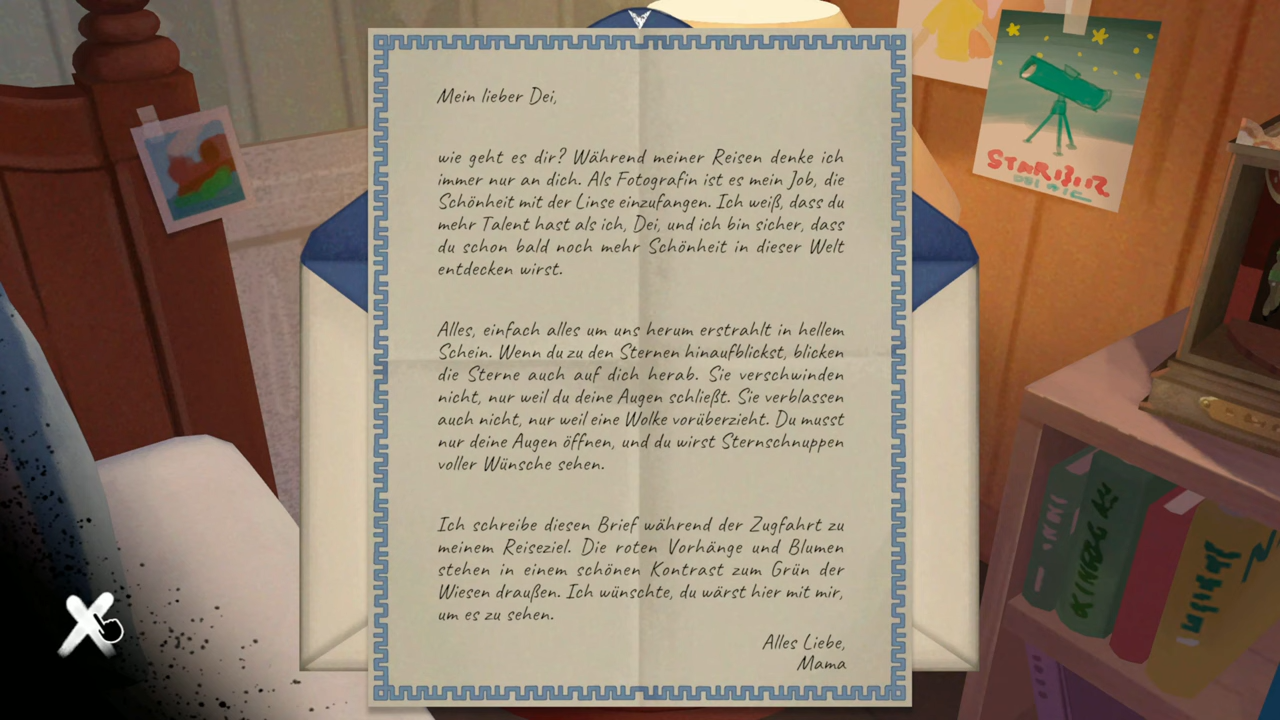 Mein lieber Dei,
wie geht es dir? Während meiner Reisen denke ich
immer nur an dich. Als Fotografin ist es mein Job, die
Schönheit mit der Linse einzufangen. Ich weiß, dass du
mehr Talent hast als ich, Dei, und ich bin sicher, dass
du schon bald noch mehr Schönheit in dieser Welt
entdecken wirst.
Alles, einfach alles um uns herum erstrahlt in hellem
Schein. Wenn du zu den Sternen hinaufblickst, blicken
die Sterne auch auf dich herab. Sie verschwinden
nicht, nur weil du deine Augen schließt. Sie verblassen
auch nicht, nur weil eine Wolke vorüberzieht. Du musst
nur deine Augen öffnen, und du wirst Sternschnuppen
voller Wünsche sehen.
Ich schreibe diesen Brief während der Zugfahrt zu
meinem Reiseziel. Die roten Vorhänge und Blumen
stehen in einem schönen Kontrast zum Grün der
Wiesen draußen. Ich wünschte, du wärst hier mit mir,
um es zu sehen.
Alles Liebe,
Mama